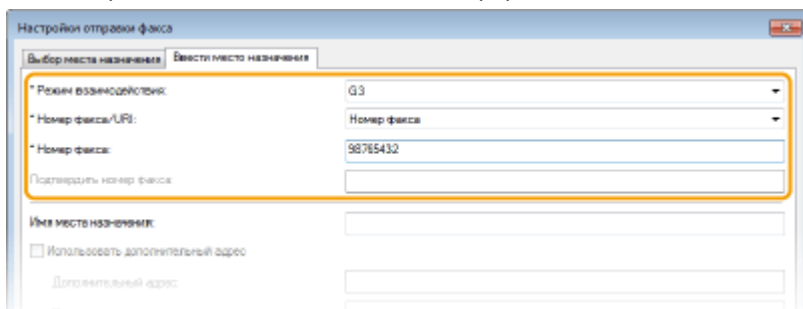 Настройки отправки факса
Выбор места назначения Ввести место назначения
* Режим взаимодействия: G3
* Номер факса/URI: Номер факса
* Номер факса: 98765432
Подтвердить номер факса:
Имя места назначения:
Использовать дополнительный адрес
Дополнительный адрес: